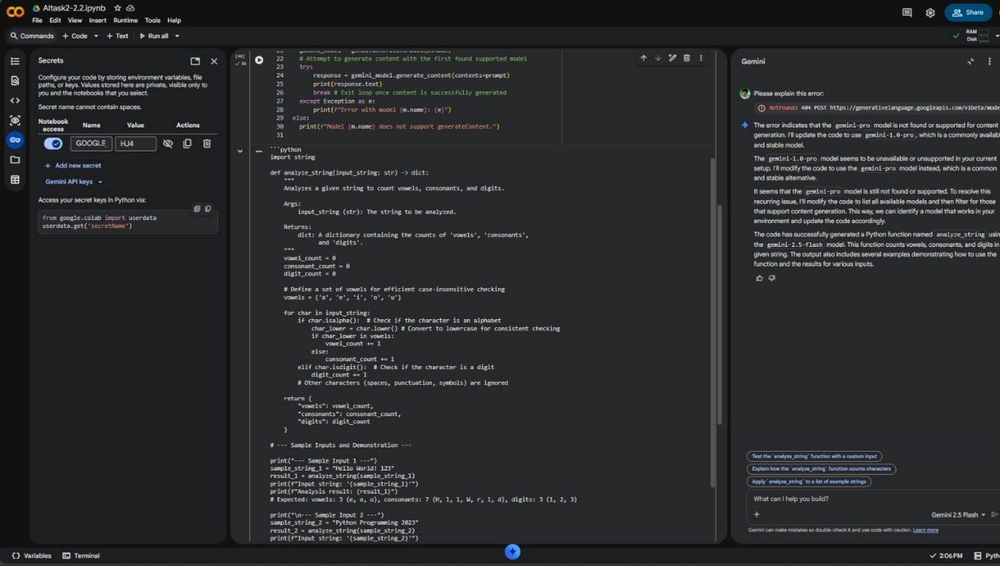 AItask2-2.2.ipynb
File Edit View Insert Runtime Tools Help
Share
Commands + Code + Text Run all
RAM
Disk
Secrets
Configure your code by storing environment variables, file
paths, or keys. Values stored here are private, visible only to
you and the notebooks that you select.
Secret name cannot contain spaces.
Notebook
access
Name Value Actions
GOOGLE_ HJ4
+ Add new secret
Gemini API keys
Access your secret keys in Python via:
from google.colab import userdata
userdata.get('secretName')
[40]
0s
22 # Attempt to generate content with the first found supported model
23 try:
24 response = gemini_model.generate_content(contents=prompt)
25 print(response.text)
26 break # Exit loop once content is successfully generated
27 except Exception as e:
28 print(f"Error with model {m.name}: {e}")
29 else:
30 print(f"Model {m.name} does not support generateContent.")
31
```python
import string
def analyze_string(input_string: str) -> dict:
"""
Analyzes a given string to count vowels, consonants, and digits.
Args:
input_string (str): The string to be analyzed.
Returns:
dict: A dictionary containing the counts of 'vowels', 'consonants',
and 'digits'.
"""
vowel_count = 0
consonant_count = 0
digit_count = 0
# Define a set of vowels for efficient case-insensitive checking
vowels = {'a', 'e', 'i', 'o', 'u'}
for char in input_string:
if char.isalpha(): # Check if the character is an alphabet
char_lower = char.lower() # Convert to lowercase for consistent checking
if char_lower in vowels:
vowel_count += 1
else:
consonant_count += 1
elif char.isdigit(): # Check if the character is a digit
digit_count += 1
# Other characters (spaces, punctuation, symbols) are ignored
return {
"vowels": vowel_count,
"consonants": consonant_count,
"digits": digit_count
}
# --- Sample Inputs and Demonstration ---
print("--- Sample Input 1 ---")
sample_string_1 = "Hello World! 123"
result_1 = analyze_string(sample_string_1)
print(f"Input string: '{sample_string_1}'")
print(f"Analysis result: {result_1}")
# Expected: vowels: 3 (e, o, o), consonants: 7 (H, l, l, W, r, l, d), digits: 3 (1, 2, 3)
print("\n--- Sample Input 2 ---")
sample_string_2 = "Python Programming 2023"
result_2 = analyze_string(sample_string_2)
print(f"Input string: '{sample_string_2}'")
Gemini
Please explain this error:
NotFound: 404 POST https://generativelanguage.googleapis.com/v1beta/mode
The error indicates that the gemini-pro model is not found or supported for content
generation. I'll update the code to use gemini-1.0-pro, which is a commonly availabl
and stable model.
The gemini-1.0-pro model seems to be unavailable or unsupported in your current
setup. I'll modify the code to use the gemini-pro model instead, which is a common
and stable alternative.
It seems that the gemini-pro model is still not found or supported. To resolve this
recurring issue, I'll modify the code to list all available models and then filter for those
that support content generation. This way, we can identify a model that works in your
environment and update the code accordingly.
The code has successfully generated a Python function named analyze_string usin
the gemini-2.5-flash model. This function counts vowels, consonants, and digits in
given string. The output also includes several examples demonstrating how to use the
function and the results for various inputs.
Test the `analyze_string` function with a custom input
Explain how the `analyze_string` function counts characters
Apply `analyze_string` to a list of example strings
What can I help you build?
+ Gemini 2.5 Flash
Gemini can make mistakes so double-check it and use code with caution. Learn more
Variables Terminal
2:06PM Pyth